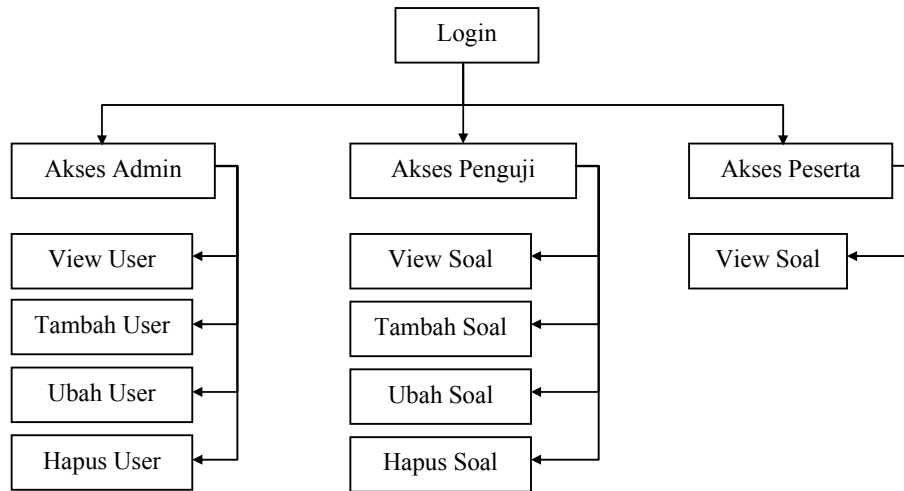 Login
Akses Admin
View User
Tambah User
Ubah User
Hapus User
Akses Penguji
View Soal
Tambah Soal
Ubah Soal
Hapus Soal
Akses Peserta
View Soal